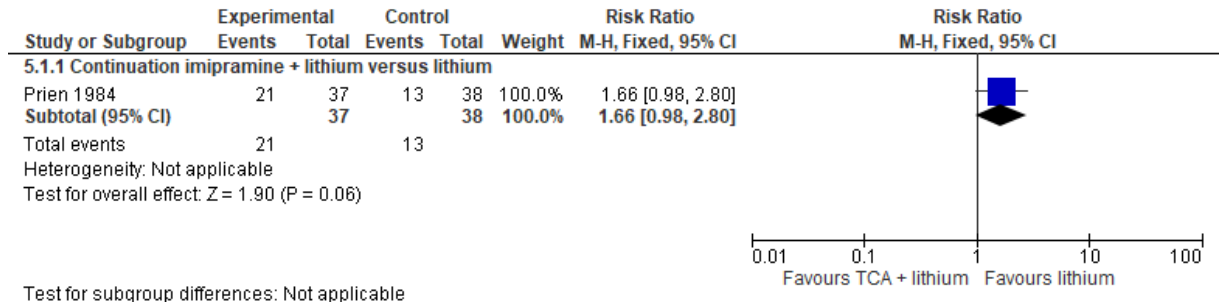 Experimental Control Risk Ratio Risk Ratio
Study or Subgroup Events Total Events Total Weight M-H, Fixed, 95% CI M-H, Fixed, 95% CI
5.1.1 Continuation imipramine + lithium versus lithium
Prien 1984 21 37 13 38 100.0% 1.66 [0.98, 2.80]
Subtotal (95% CI) 37 38 100.0% 1.66 [0.98, 2.80]
Total events 21 13
Heterogeneity: Not applicable
Test for overall effect: Z = 1.90 (P = 0.06)
0.01 0.1 1 10 100
Favours TCA + lithium Favours lithium
Test for subgroup differences: Not applicable